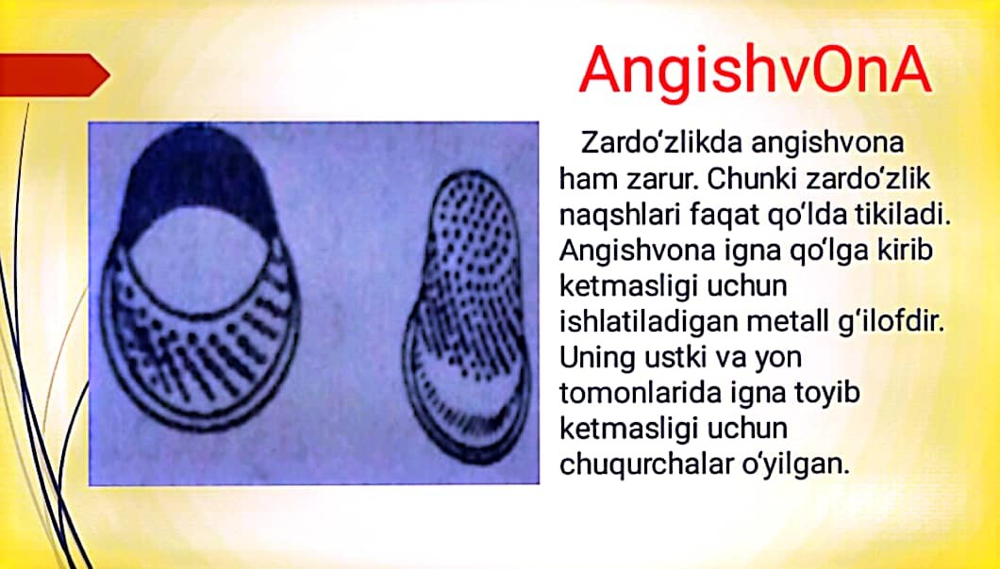 AngishvOnA
Zardo‘zlikda angishvona
ham zarur. Chunki zardo‘zlik
naqshlari faqat qo‘lda tikiladi.
Angishvona igna qo‘lga kirib
ketmasligi uchun
ishlatiladigan metall g‘ilofdir.
Uning ustki va yon
tomonlarida igna toyib
ketmasligi uchun
chuqurchalar o‘yilgan.